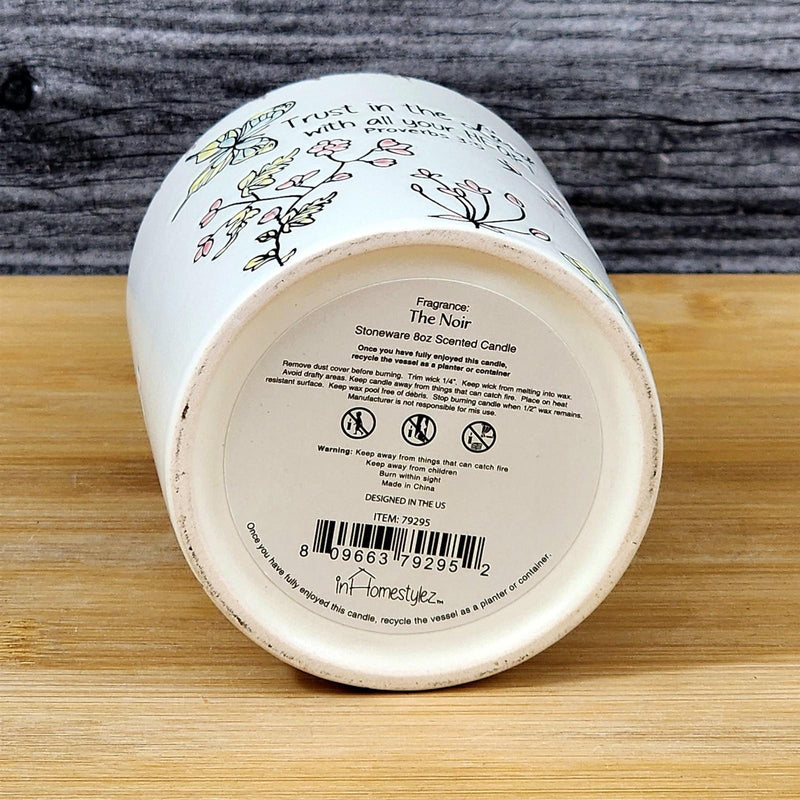 Trust in the
with all your
Proverbs 3:5
Fragrance:
The Noir
Stoneware 8oz Scented Candle
Once you have fully enjoyed this candle,
recycle the vessel as a planter or container
Remove dust cover before burning. Trim wick 1/4". Keep wick from melting into wax.
Avoid drafty areas. Keep candle away from things that can catch fire. Place on heat
resistant surface. Keep wax pool free of debris. Stop burning candle when 1/2" wax remains.
Manufacturer is not responsible for mis use.
Warning: Keep away from things that can catch fire
Keep away from children
Burn within sight
Made in China
DESIGNED IN THE US
ITEM: 79295
8 09663 79295 2
inHomestylez™
Once you have fully enjoyed this candle, recycle the vessel as a planter or container.